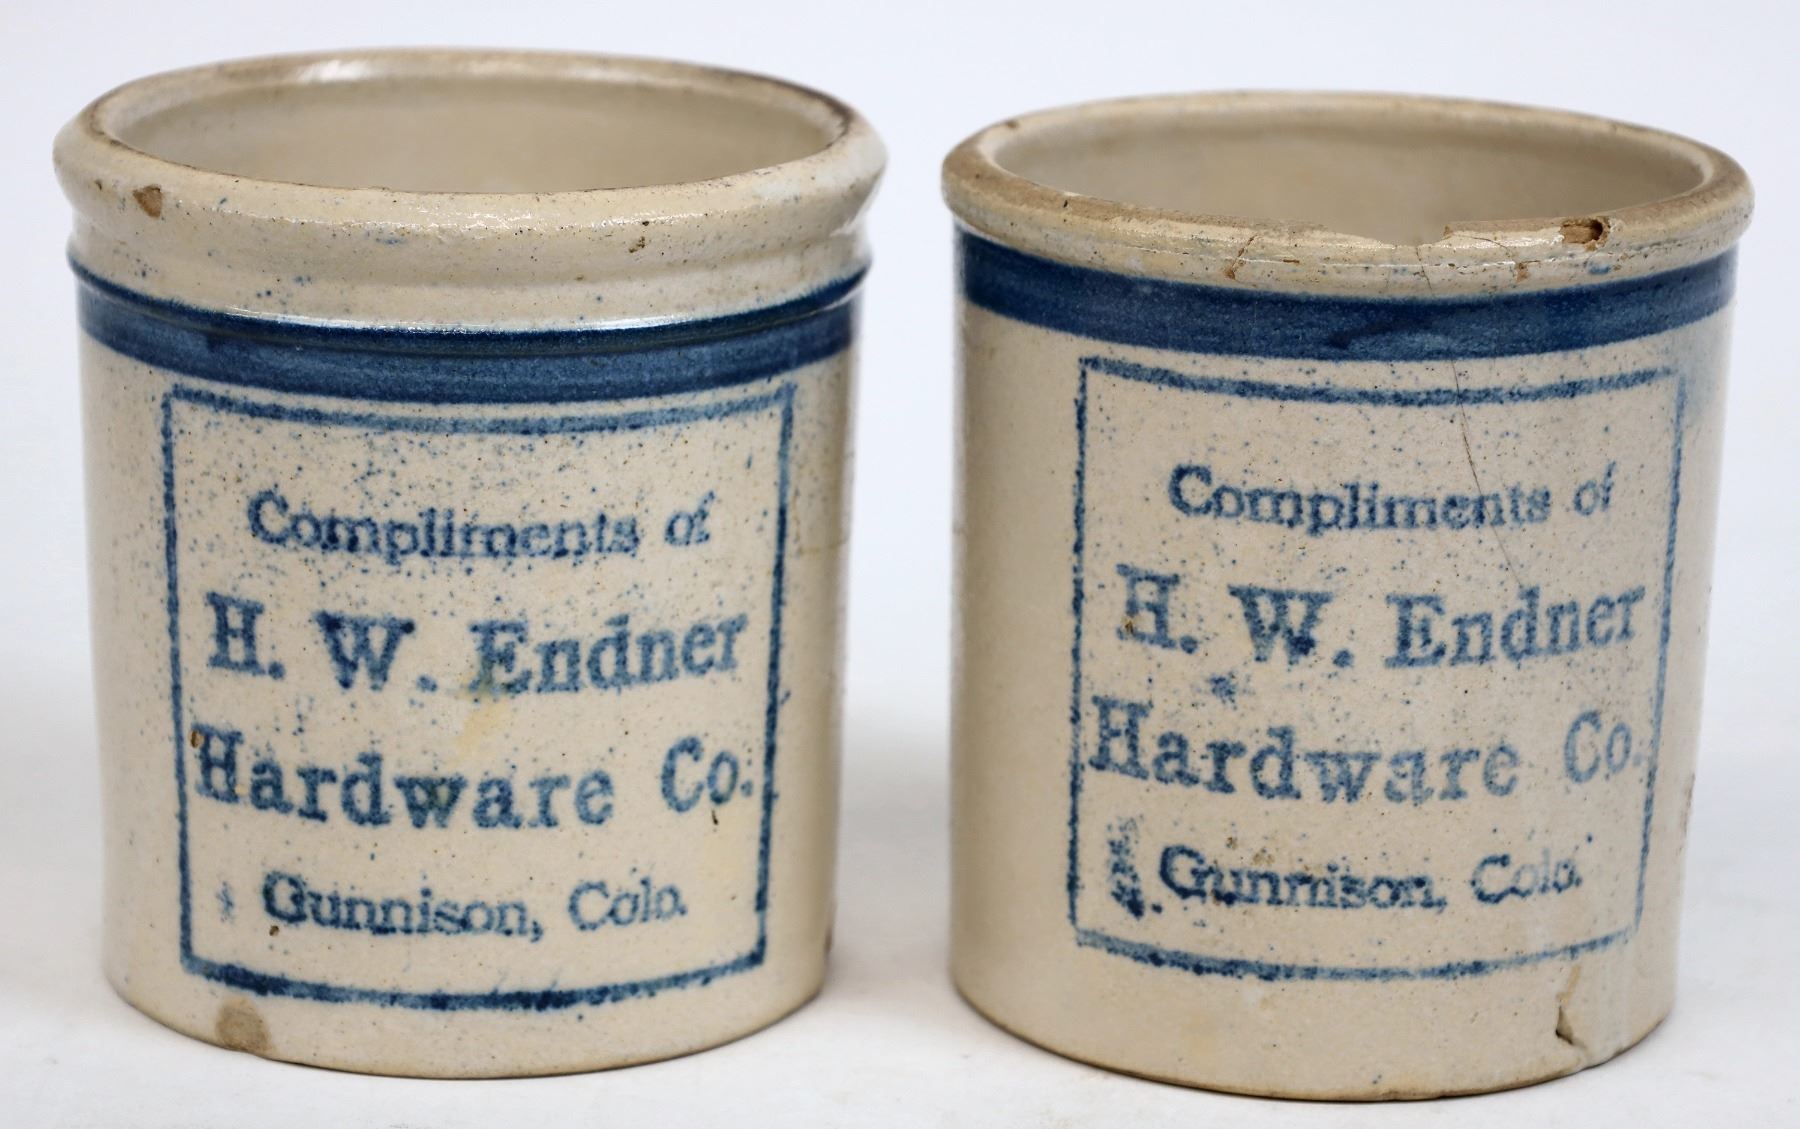 Compliments of
H. W. Endner
Hardware Co.
Gunnison, Colo.
Compliments of
H. W. Endner
Hardware Co.
Gunnison, Colo.